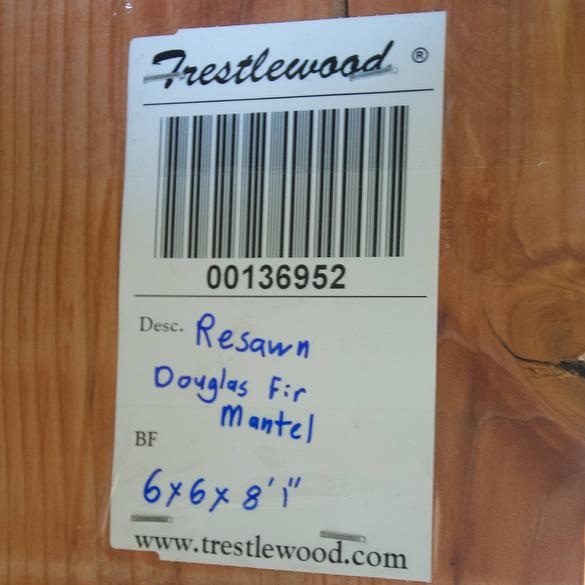 Trestlewood ®
00136952
Desc. Resawn
Douglas Fir
Mantel
BF
6x6x 8' 1"
www.trestlewood.com